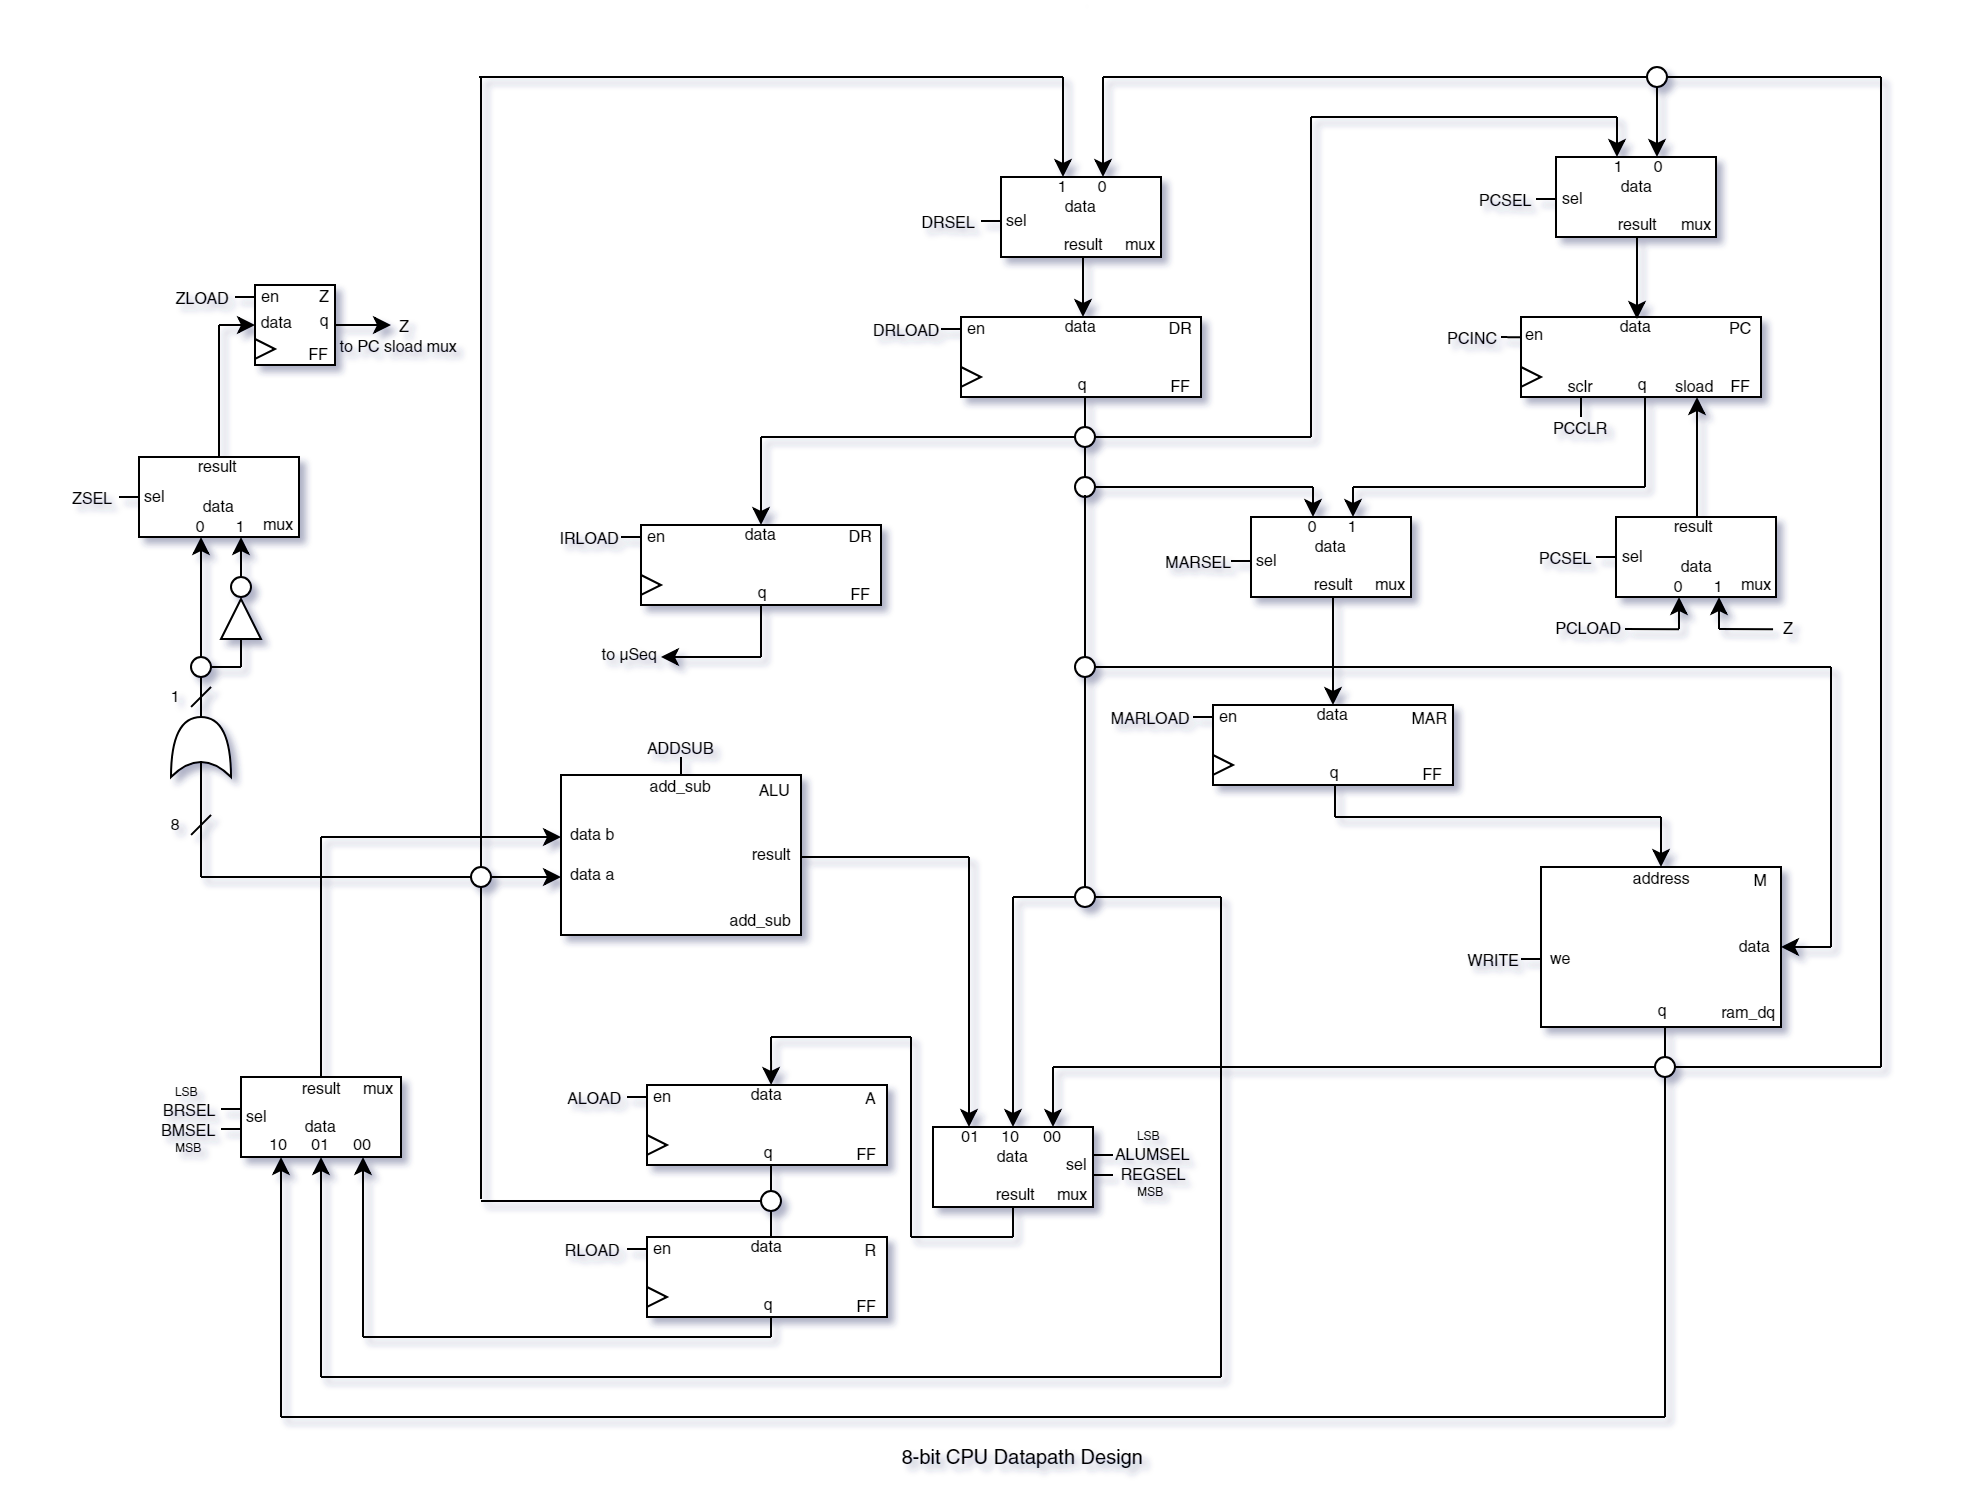 1 0
data
DRSEL
sel
result mux
1 0
data
PCSEL
sel
result mux
ZLOAD
en Z
data q
FF
Z
to PC sload mux
DRLOAD
en data DR
q FF
PCINC
en data PC
sclr q sload FF
PCCLR
result
ZSEL
sel
data
0 1 mux
IRLOAD
en data DR
q FF
to µSeq
0 1
data
MARSEL
sel
result mux
result
PCSEL
sel
data
0 1 mux
PCLOAD
Z
1
8
MARLOAD
en data MAR
q FF
ADDSUB
add_sub ALU
data b
result
data a
add_sub
address M
data
WRITE
we
q ram_dq
LSB
BRSEL
BMSEL
MSB
result mux
sel
data
10 01 00
ALOAD
en data A
q FF
01 10 00
data
sel
result mux
LSB
ALUMSEL
REGSEL
MSB
RLOAD
en data R
q FF
8-bit CPU Datapath Design